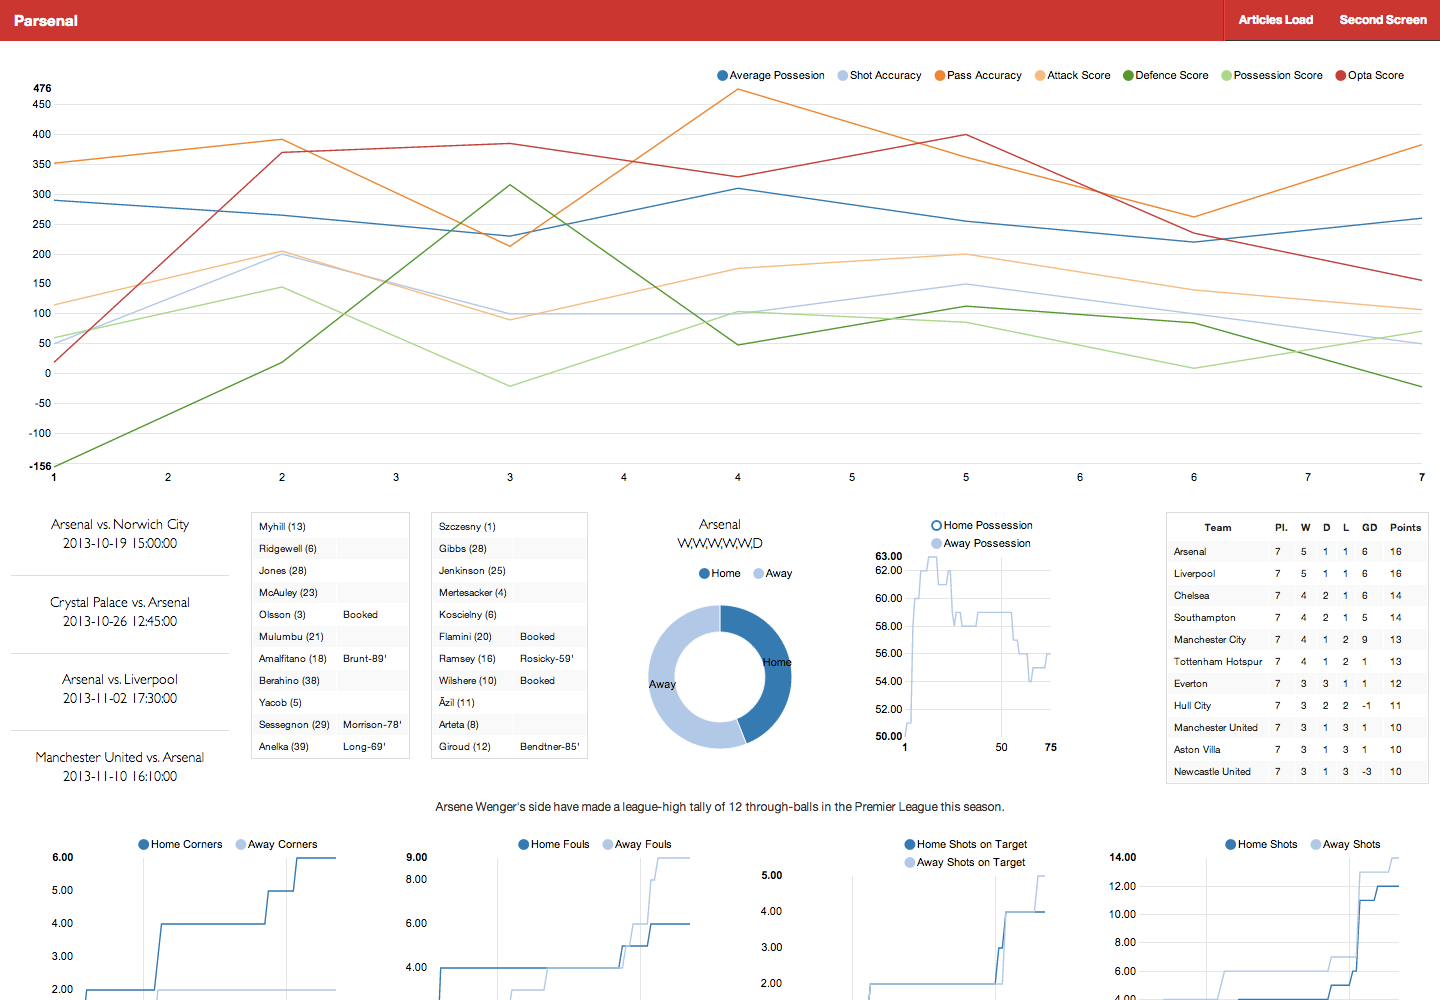 Parsenal
Articles Load
Second Screen
Average Possesion
Shot Accuracy
Pass Accuracy
Attack Score
Defence Score
Possession Score
Opta Score
476
450
400
350
300
250
200
150
100
50
0
-50
-100
-156
1 2 2 3 3 4 4 5 5 6 6 7 7
Arsenal vs. Norwich City
2013-10-19 15:00:00
Crystal Palace vs. Arsenal
2013-10-26 12:45:00
Arsenal vs. Liverpool
2013-11-02 17:30:00
Manchester United vs. Arsenal
2013-11-10 16:10:00
Myhill (13)
Ridgewell (6)
Jones (28)
McAuley (23)
Olsson (3) Booked
Mulumbu (21)
Amalfitano (18) Brunt-89'
Berahino (38)
Yacob (5)
Sessegnon (29) Morrison-78'
Anelka (39) Long-69'
Szczesny (1)
Gibbs (28)
Jenkinson (25)
Mertesacker (4)
Koscielny (6)
Flamini (20) Booked
Ramsey (16) Rosicky-59'
Wilshere (10) Booked
Ãzil (11)
Arteta (8)
Giroud (12) Bendtner-85'
Arsenal
W,W,W,W,W,D
Home Away
Home
Away
Home Possession
Away Possession
63.00
62.00
60.00
58.00
56.00
54.00
52.00
50.00
1 50 75
Team Pl. W D L GD Points
Arsenal 7 5 1 1 6 16
Liverpool 7 5 1 1 6 16
Chelsea 7 4 2 1 6 14
Southampton 7 4 2 1 5 14
Manchester City 7 4 1 2 9 13
Tottenham Hotspur 7 4 1 2 1 13
Everton 7 3 3 1 1 12
Hull City 7 3 2 2 -1 11
Manchester United 7 3 1 3 1 10
Aston Villa 7 3 1 3 1 10
Newcastle United 7 3 1 3 -3 10
Arsene Wenger's side have made a league-high tally of 12 through-balls in the Premier League this season.
Home Corners Away Corners
6.00
5.00
4.00
3.00
2.00
Home Fouls Away Fouls
9.00
8.00
6.00
4.00
Home Shots on Target
Away Shots on Target
5.00
4.00
3.00
2.00
Home Shots Away Shots
14.00
12.00
10.00
8.00
6.00
4.00